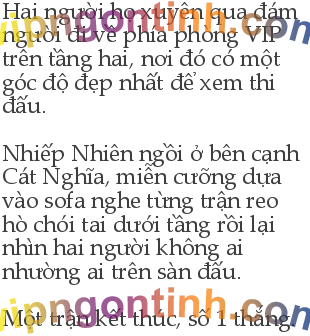 Hai người họ xuyên qua đám
người đi về phía phòng VIP
trên tầng hai, nơi đó có một
góc độ đẹp nhất để xem thi
đấu.
Nhiếp Nhiên ngồi ở bên cạnh
Cát Nghĩa, miễn cưỡng dựa
vào sofa nghe từng trận reo
hò chói tai dưới tầng rồi lại
nhìn hai người không ai
nhường ai trên sàn đấu.
Một trận kết thúc, số 1 thắng
vipngontinh.com
vipngontinh.com